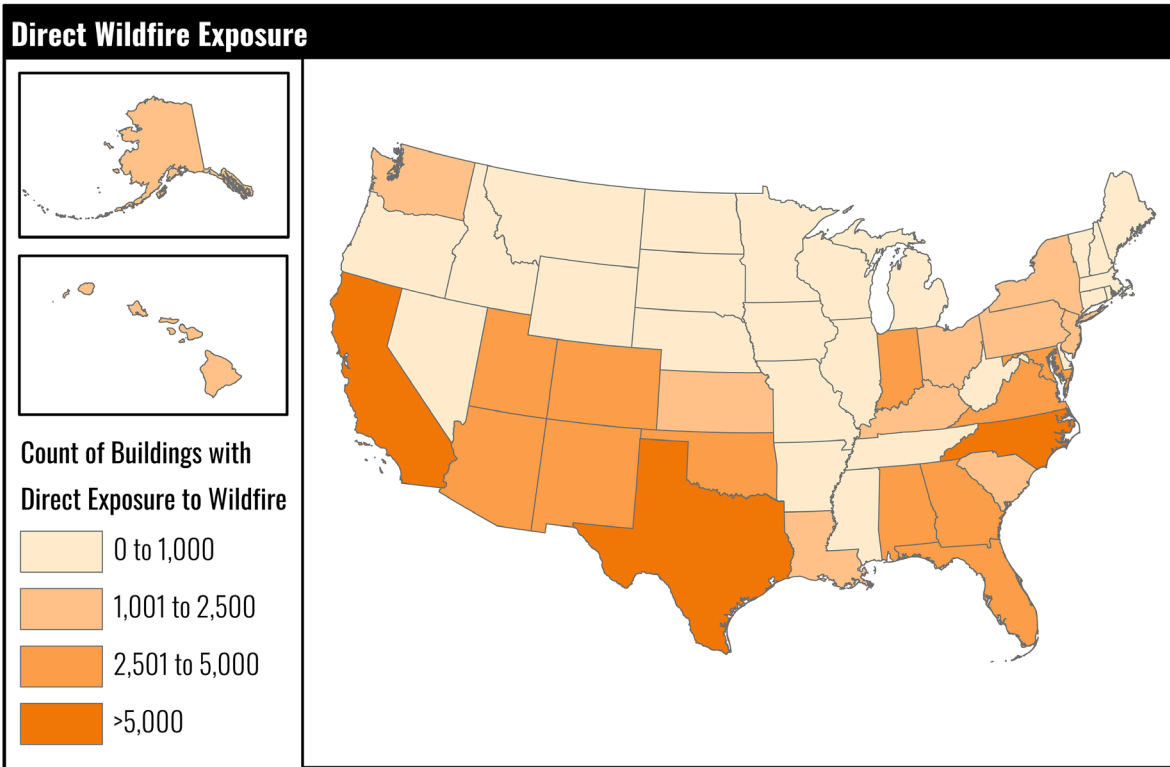 Direct Wildfire Exposure
Count of Buildings with
Direct Exposure to Wildfire
0 to 1,000
1,001 to 2,500
2,501 to 5,000
>5,000